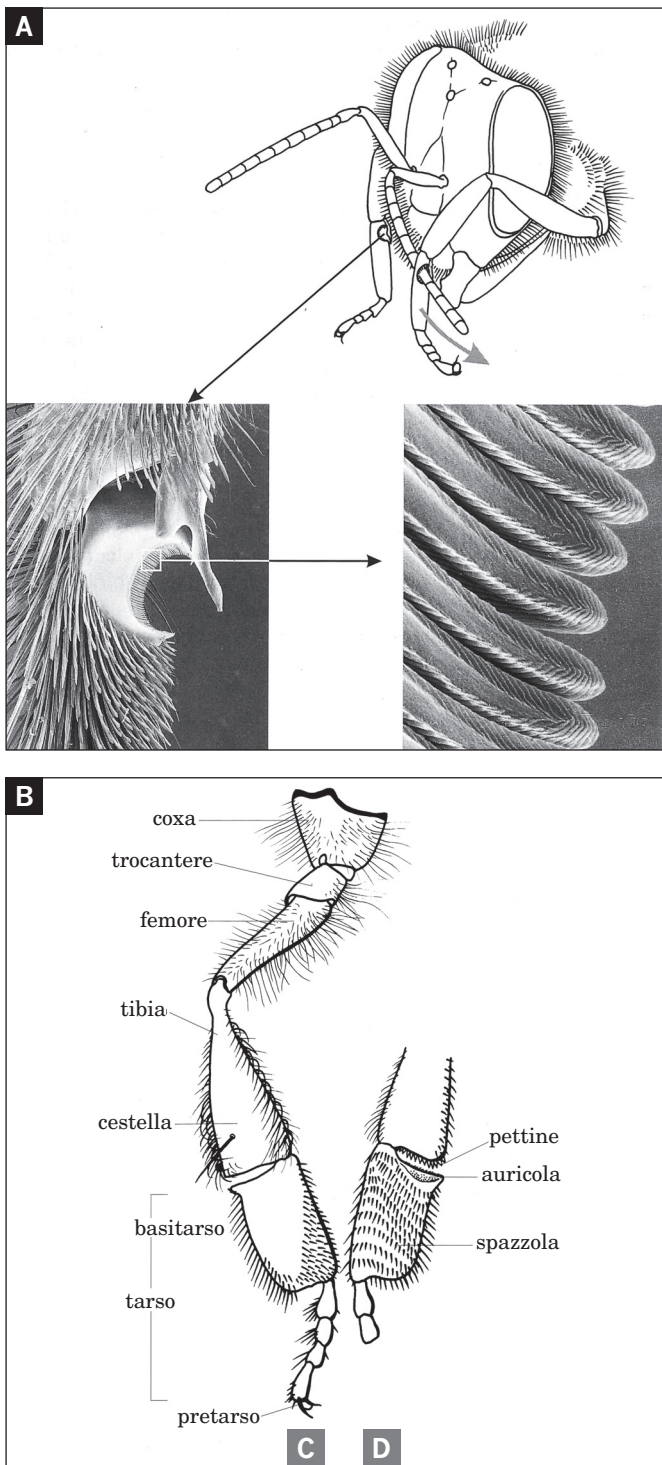 A
B
coxa
trocantere
femore
tibia
cestella
pettine
auricola
basitarso
spazzola
tarso
pretarso
C D